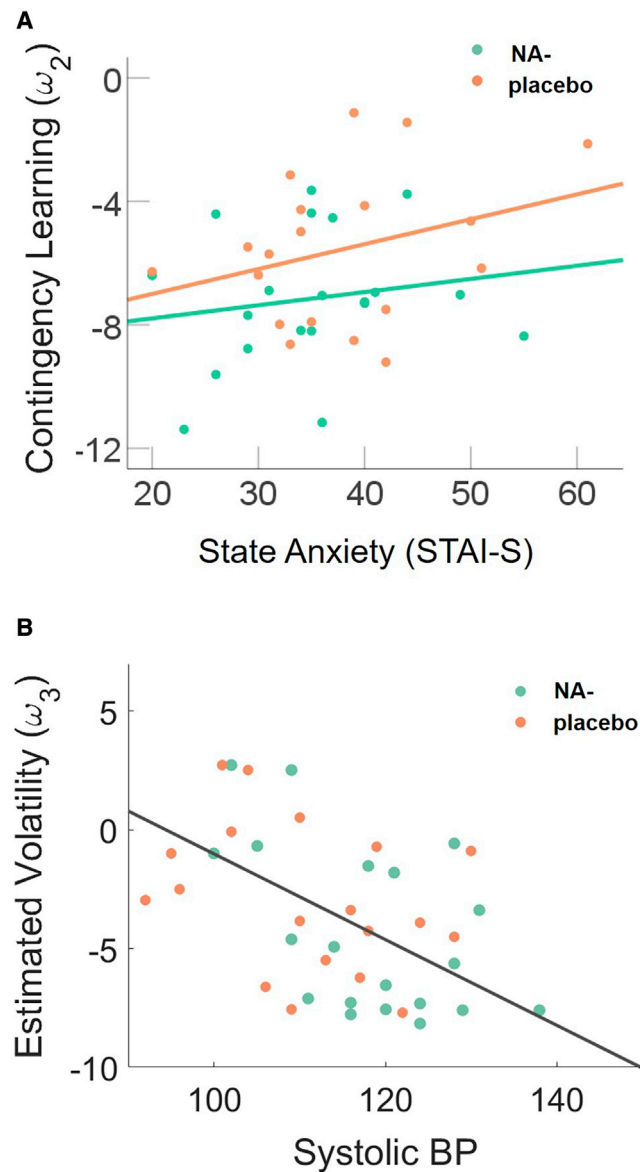 A
Contingency Learning (ω2)
0
-4
-8
-12
NA-
placebo
20 30 40 50 60
State Anxiety (STAI-S)
B
Estimated Volatility (ω3)
5
0
-5
-10
NA-
placebo
100 120 140
Systolic BP